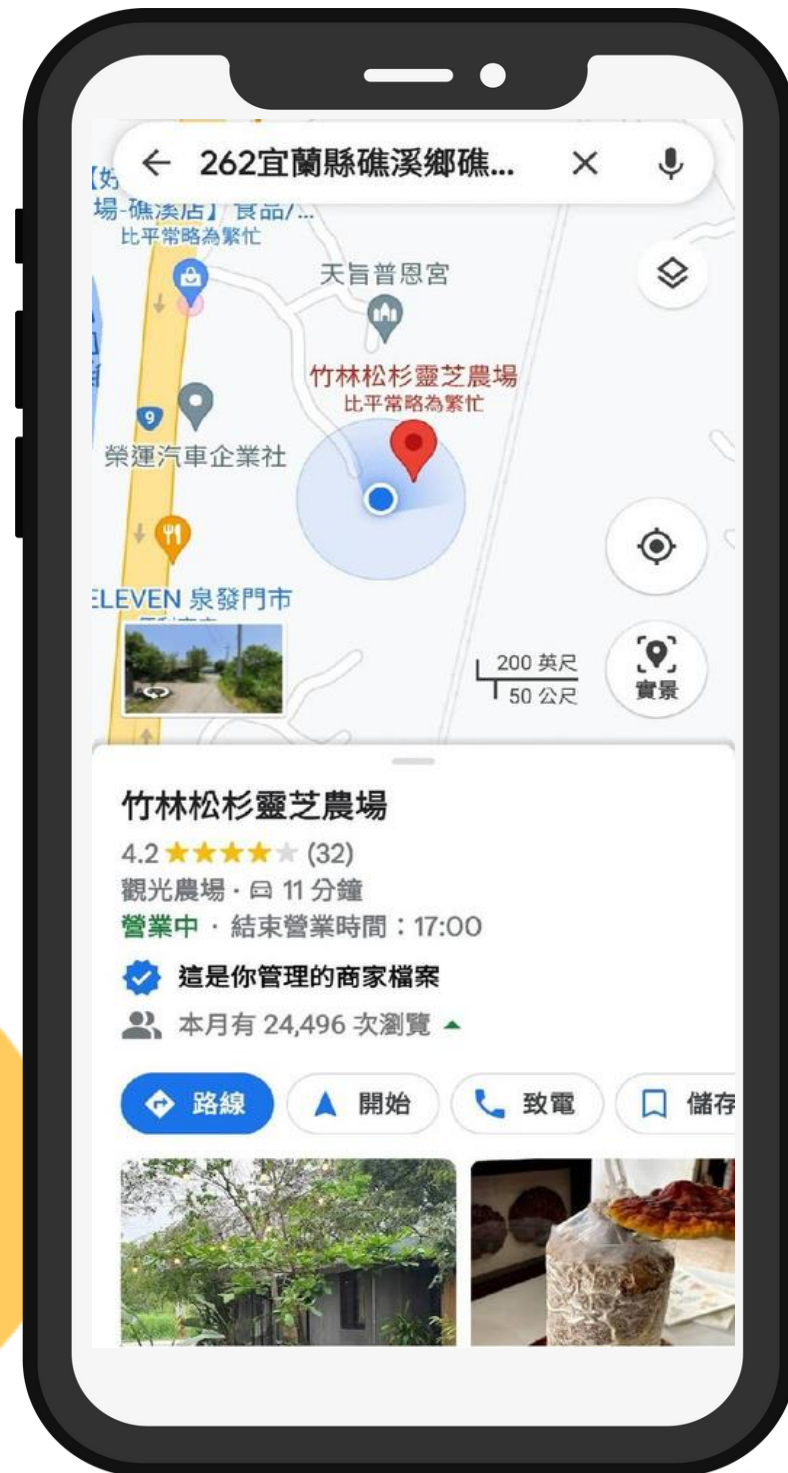 262宜蘭縣礁溪鄉礁...
【好
場-礁溪店】食品/...
比平常略為繁忙
天旨普恩宮
竹林松杉靈芝農場
比平常略為繁忙
9
榮運汽車企業社
ELEVEN 泉發門市
200 英尺
50 公尺
實景
竹林松杉靈芝農場
4.2 (32)
觀光農場 · 11 分鐘
營業中 · 結束營業時間：17:00
這是你管理的商家檔案
本月有 24,496 次瀏覽
路線
開始
致電
儲存